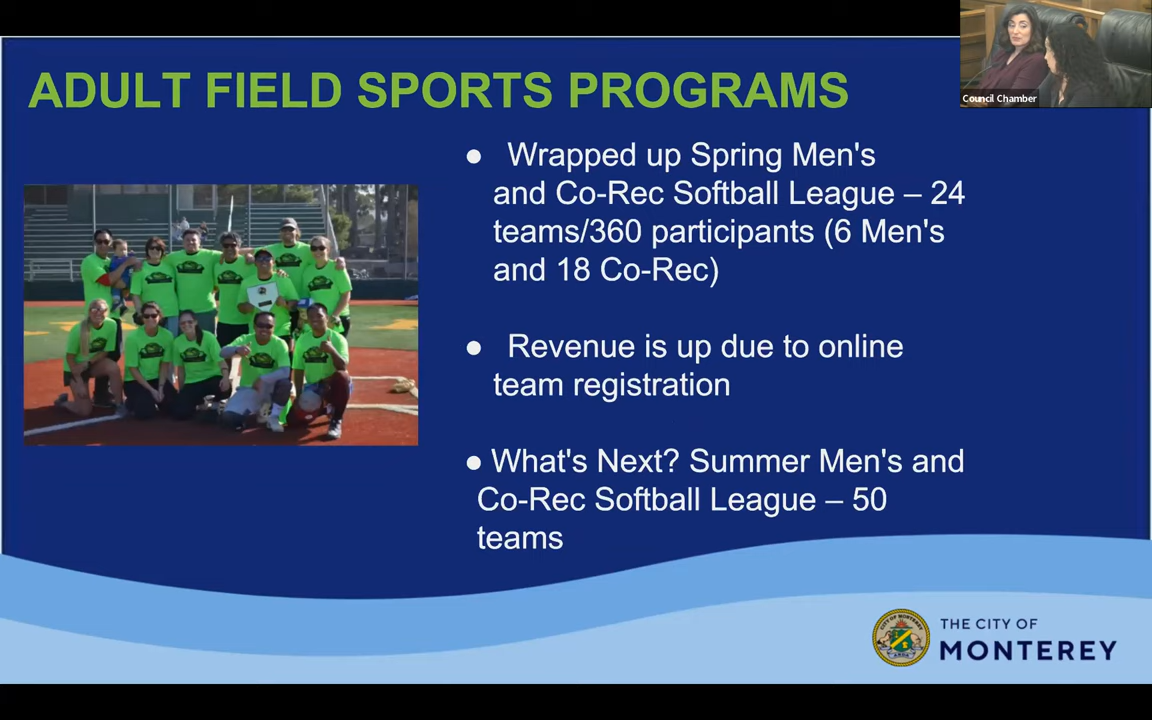 Council Chamber
ADULT FIELD SPORTS PROGRAMS
● Wrapped up Spring Men's
and Co-Rec Softball League – 24
teams/360 participants (6 Men's
and 18 Co-Rec)
● Revenue is up due to online
team registration
● What's Next? Summer Men's and
Co-Rec Softball League – 50
teams
THE CITY OF
MONTEREY